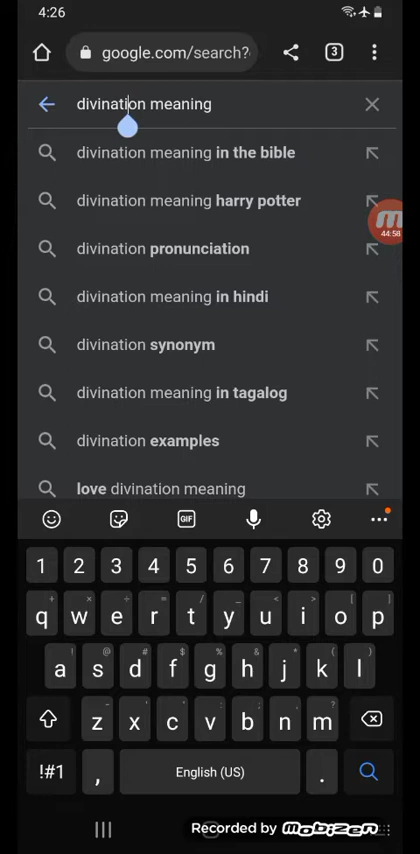 4:26
google.com/search?
3
divination meaning
divination meaning in the bible
divination meaning harry potter
44:58
divination pronunciation
divination meaning in hindi
divination synonym
divination meaning in tagalog
divination examples
love divination meaning
GIF
1 2 3 4 5 6 7 8 9 0
q w e r t y u i o p
a s d f g h j k l
z x c v b n m
!#1 , English (US) .
Recorded by mobizen